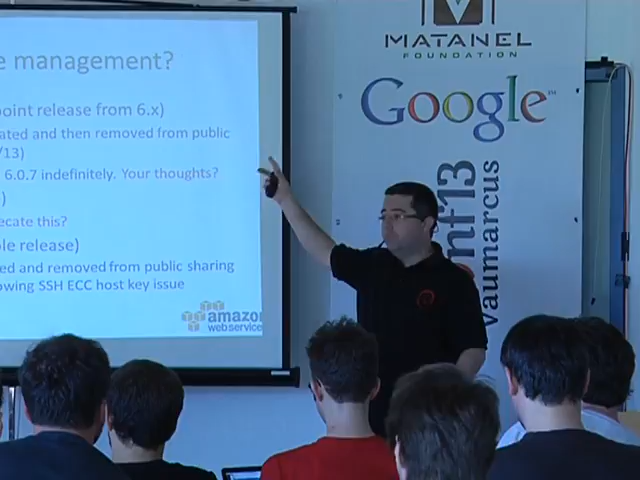 e management?
point release from 6.x)
ated and then removed from public
/13)
6.0.7 indefinitely. Your thoughts?
)
ecate this?
ole release)
ed and removed from public sharing
owing SSH ECC host key issue
amazon
webservice
MATANEL
FOUNDATION
Google
nf13
vaumarcus